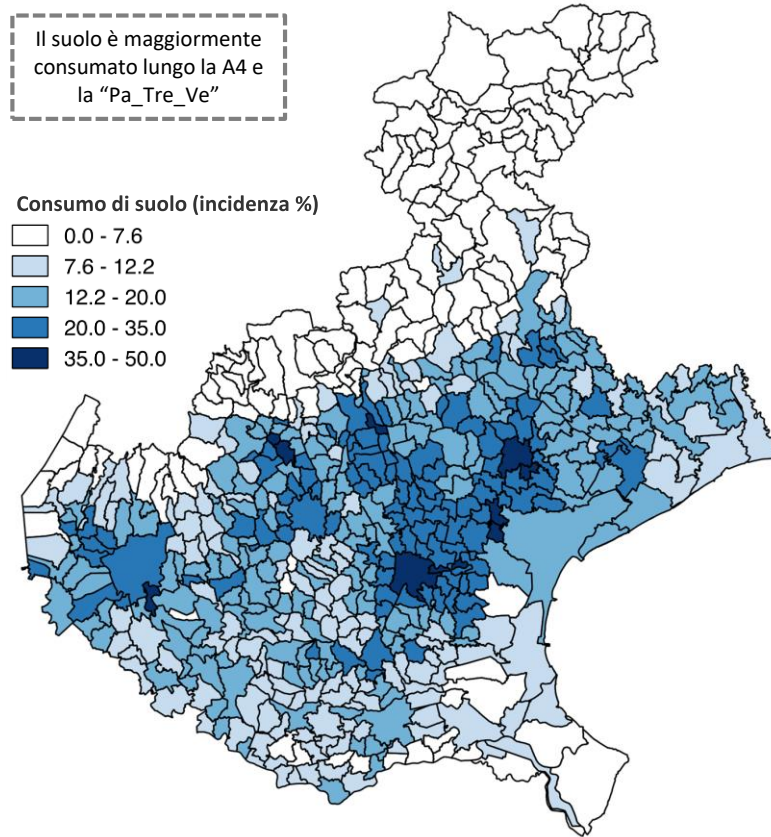 Il suolo è maggiormente
consumato lungo la A4 e
la “Pa_Tre_Ve”
Consumo di suolo (incidenza %)
0.0 - 7.6
7.6 - 12.2
12.2 - 20.0
20.0 - 35.0
35.0 - 50.0